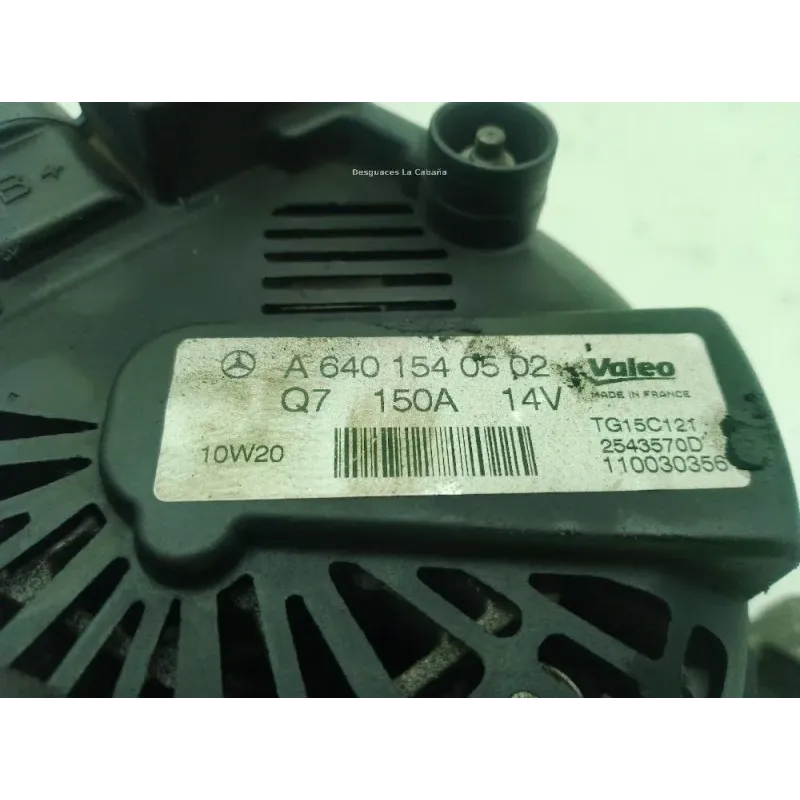 Desguaces La Cabaña
B +
A 640 154 05 02 Valeo
Q7 150A 14V MADE IN FRANCE
TG15C121
10W20 2543570D
110030356